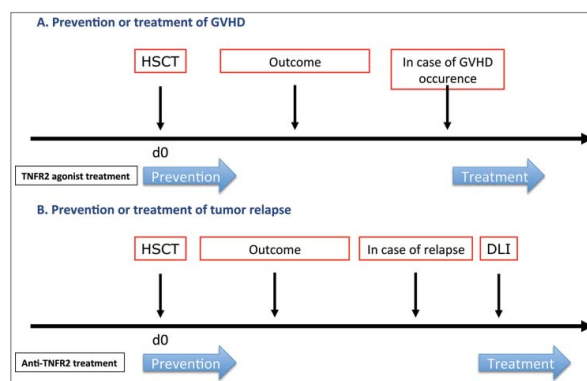 A. Prevention or treatment of GVHD
HSCT
Outcome
In case of GVHD
occurence
d0
TNFR2 agonist treatment
Prevention
Treatment
B. Prevention or treatment of tumor relapse
HSCT
Outcome
In case of relapse
DLI
d0
Anti-TNFR2 treatment
Prevention
Treatment